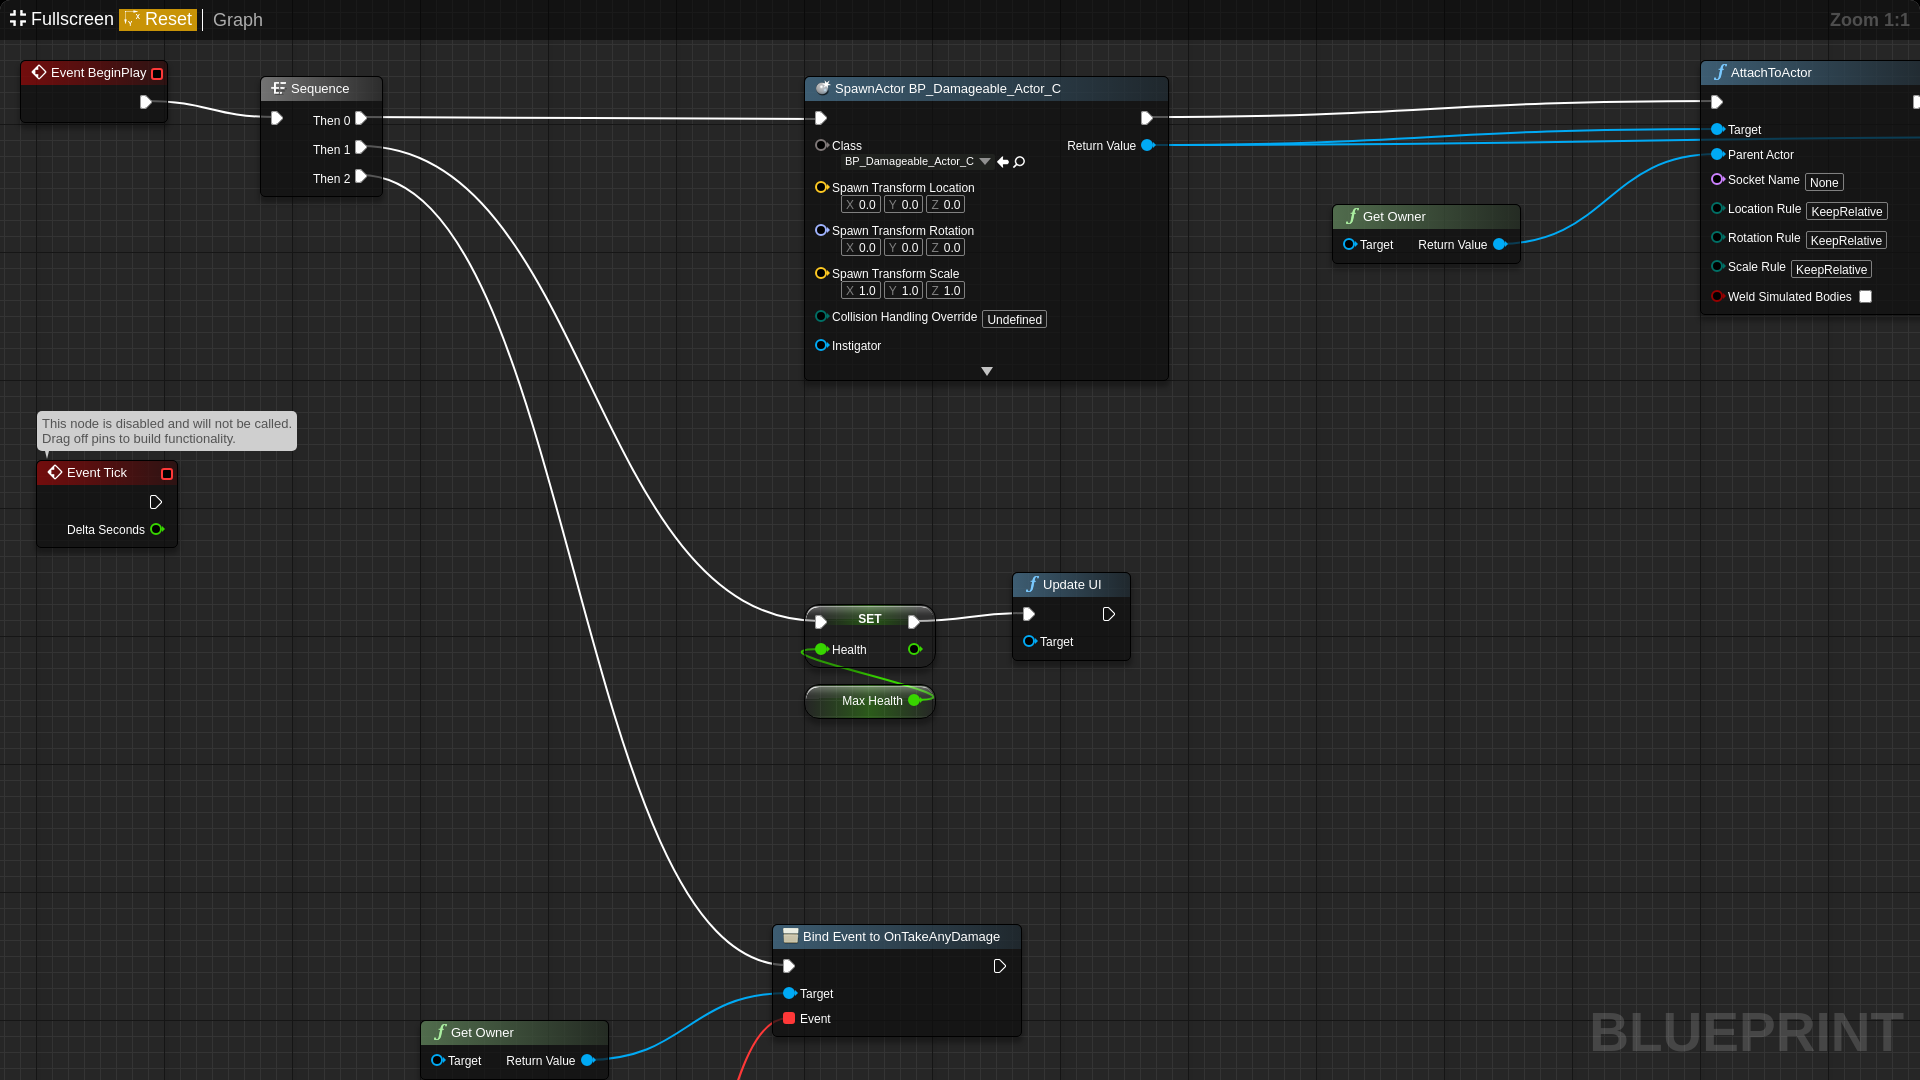 Fullscreen Reset Graph Zoom 1:1
Event BeginPlay
Sequence
Then 0
Then 1
Then 2
SpawnActor BP_Damageable_Actor_C
Class
BP_Damageable_Actor_C
Return Value
Spawn Transform Location
X 0.0 Y 0.0 Z 0.0
Spawn Transform Rotation
X 0.0 Y 0.0 Z 0.0
Spawn Transform Scale
X 1.0 Y 1.0 Z 1.0
Collision Handling Override Undefined
Instigator
Get Owner
Target Return Value
AttachToActor
Target
Parent Actor
Socket Name None
Location Rule KeepRelative
Rotation Rule KeepRelative
Scale Rule KeepRelative
Weld Simulated Bodies
This node is disabled and will not be called.
Drag off pins to build functionality.
Event Tick
Delta Seconds
SET
Health
Max Health
Update UI
Target
Bind Event to OnTakeAnyDamage
Target
Event
Get Owner
Target Return Value
BLUEPRINT